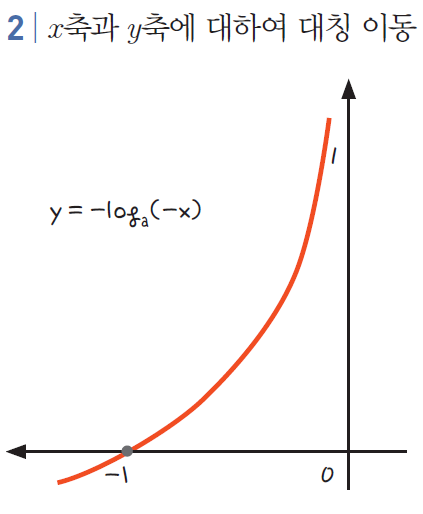 2 | x축과 y축에 대하여 대칭 이동
1
y = -logₐ(-x)
-1
0